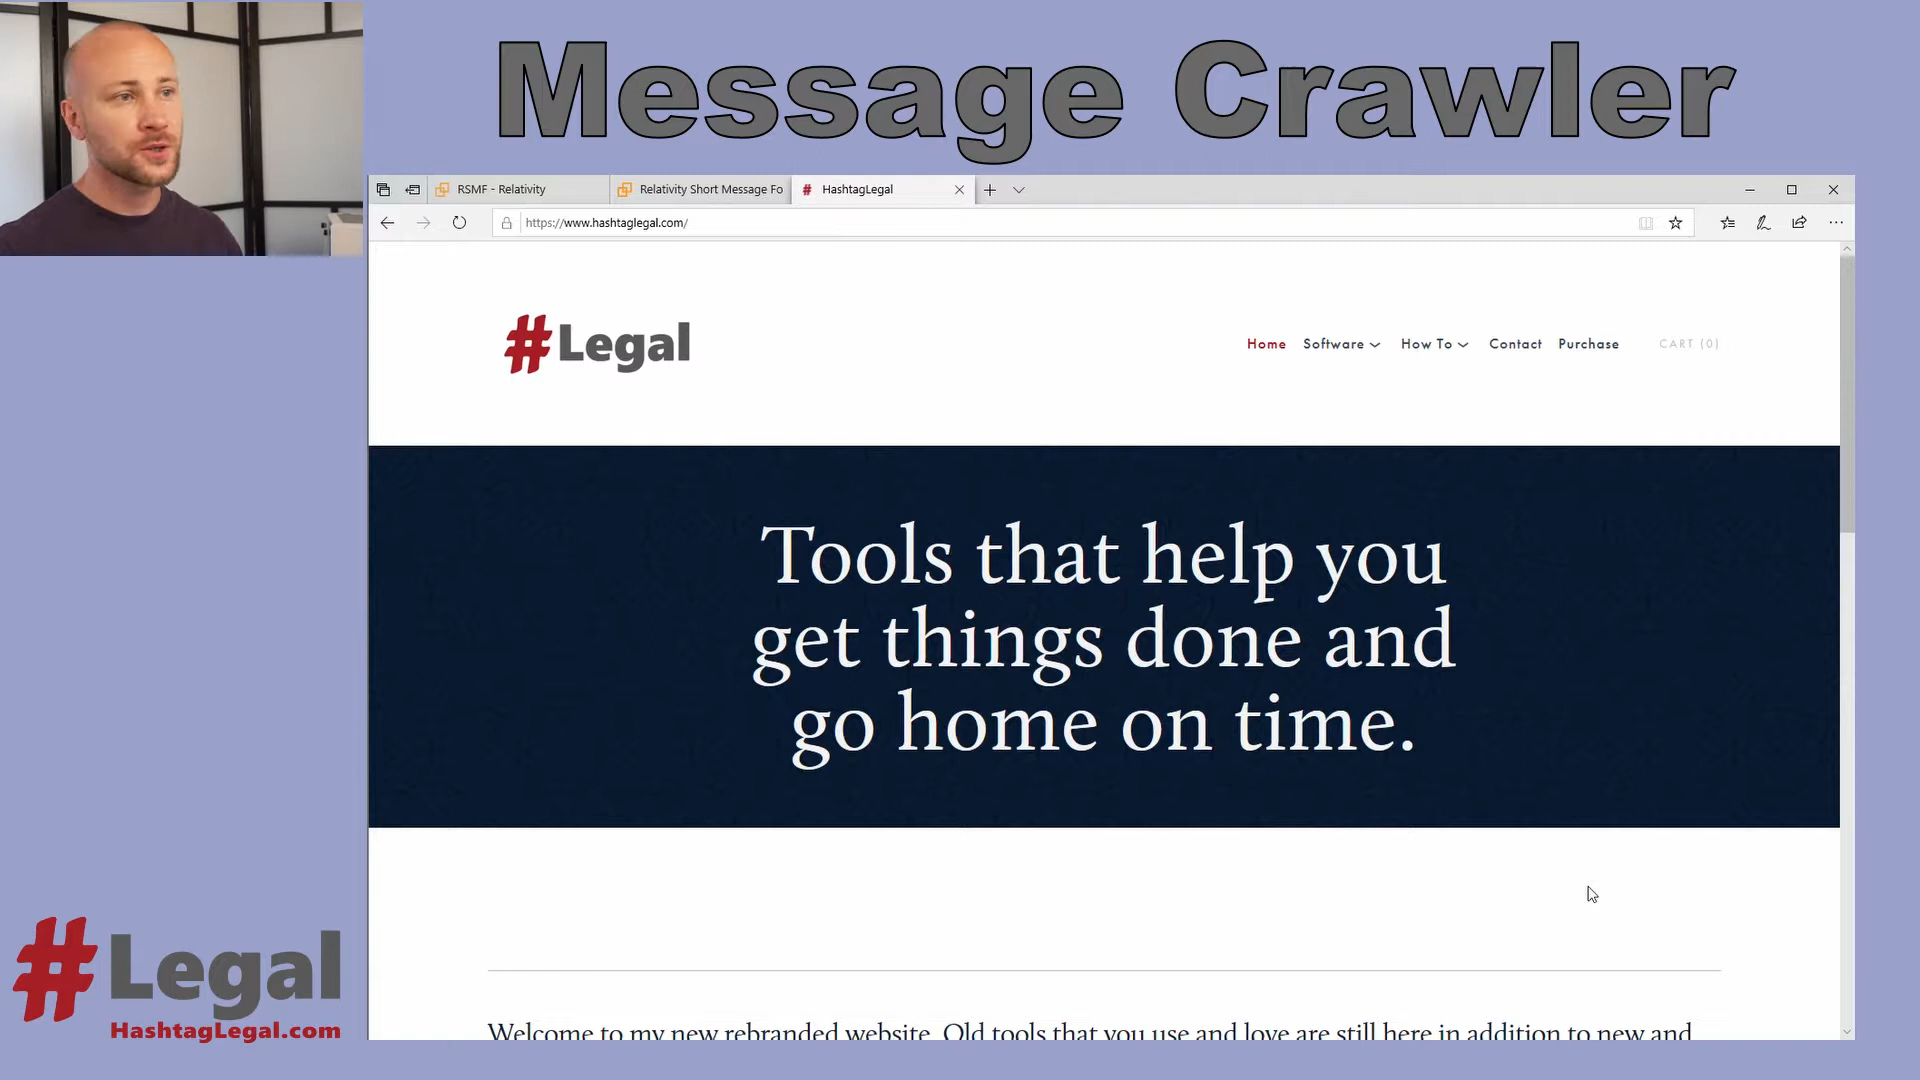 Message Crawler
RSMF - Relativity
Relativity Short Message Fo
# HashtagLegal
https://www.hashtaglegal.com/
#Legal
Home Software How To Contact Purchase CART (0)
Tools that help you
get things done and
go home on time.
Welcome to my new rebranded website. Old tools that you use and love are still here in addition to new and
#Legal
HashtagLegal.com